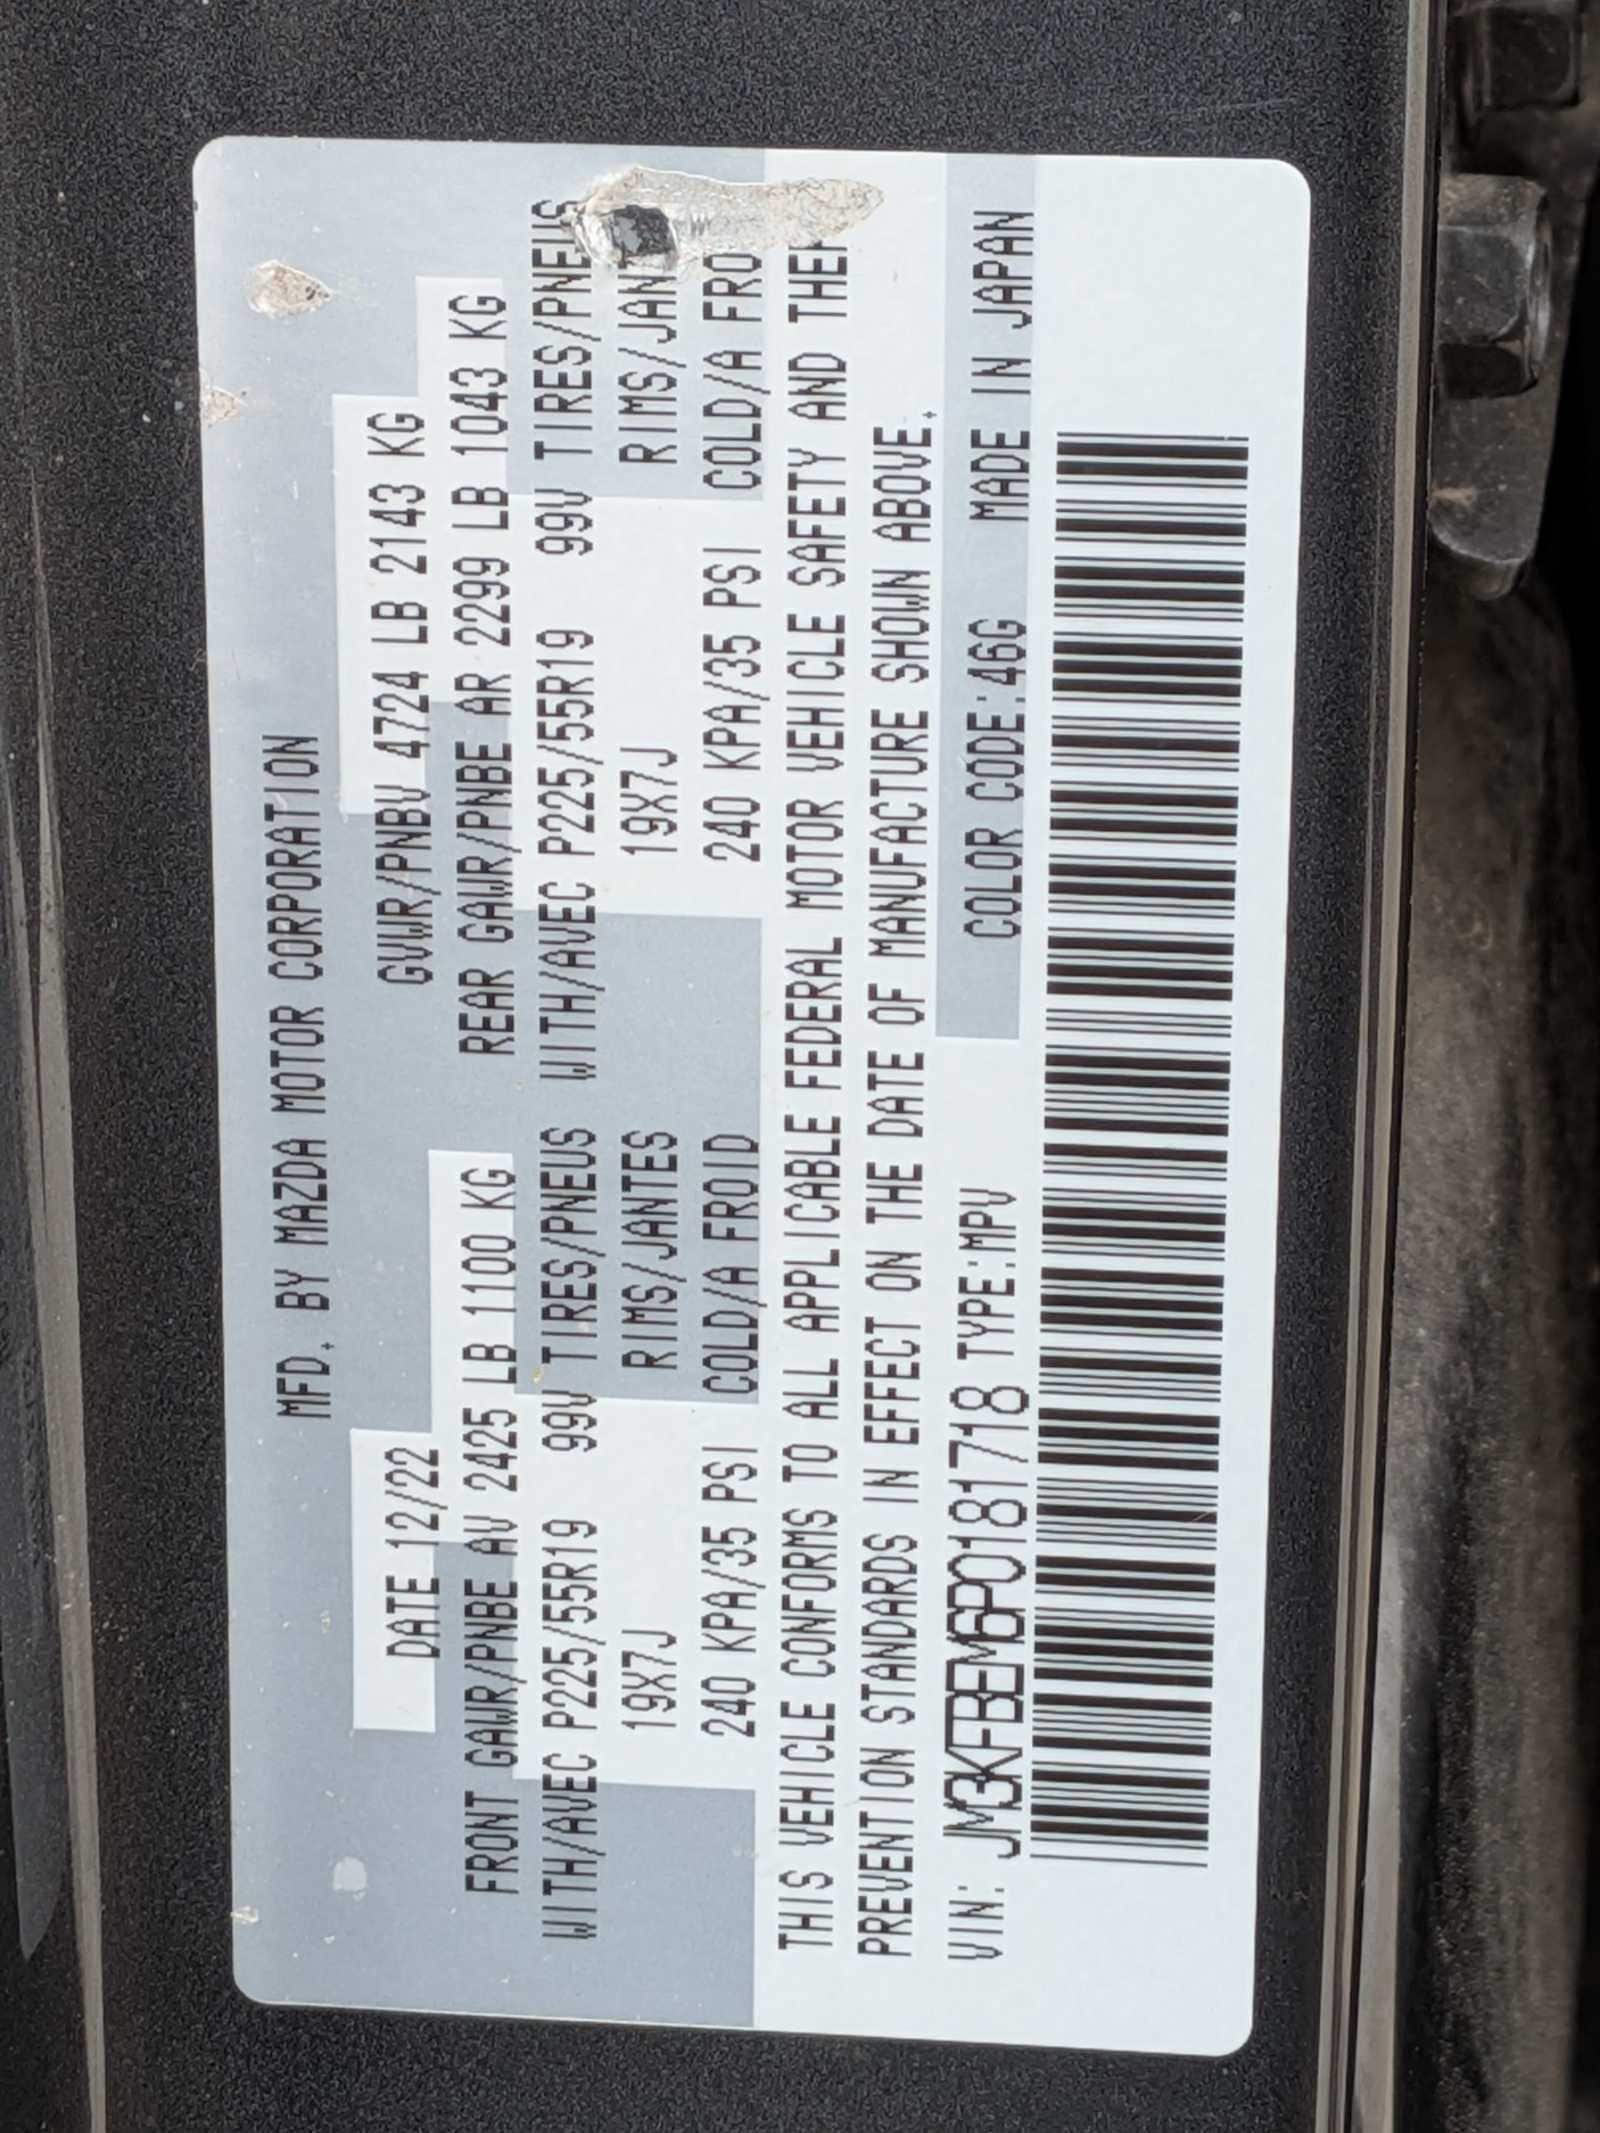 MFD. BY MAZDA MOTOR CORPORATION
DATE 12/22 GVWR/PNBV 4724 LB 2143 KG
FRONT GAWR/PNBE AV 2425 LB 1100 KG REAR GAWR/PNBE AR 2299 LB 1043 KG
WITH/AVEC P225/55R19 99V TIRES/PNEUS WITH/AVEC P225/55R19 99V TIRES/PNEUS
19X7J RIMS/JANTES 19X7J RIMS/JANT
240 KPA/35 PSI COLD/A FROID 240 KPA/35 PSI COLD/A FRO
THIS VEHICLE CONFORMS TO ALL APPLICABLE FEDERAL MOTOR VEHICLE SAFETY AND THEF
PREVENTION STANDARDS IN EFFECT ON THE DATE OF MANUFACTURE SHOWN ABOVE.
VIN: JM3KFBEM6P0181718 TYPE:MPV COLOR CODE:46G MADE IN JAPAN